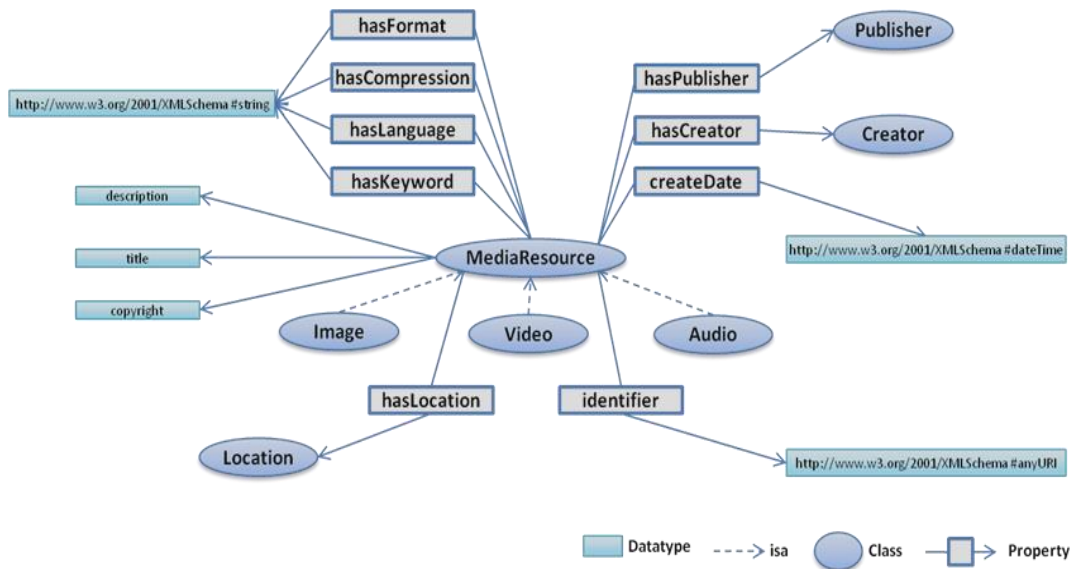 hasFormat
Publisher
hasCompression
hasPublisher
http://www.w3.org/2001/XMLSchema #string
hasLanguage
hasCreator
Creator
hasKeyword
createDate
description
http://www.w3.org/2001/XMLSchema #dateTime
title
MediaResource
copyright
Image
Video
Audio
hasLocation
identifier
Location
http://www.w3.org/2001/XMLSchema #anyURI
Datatype
isa
Class
Property